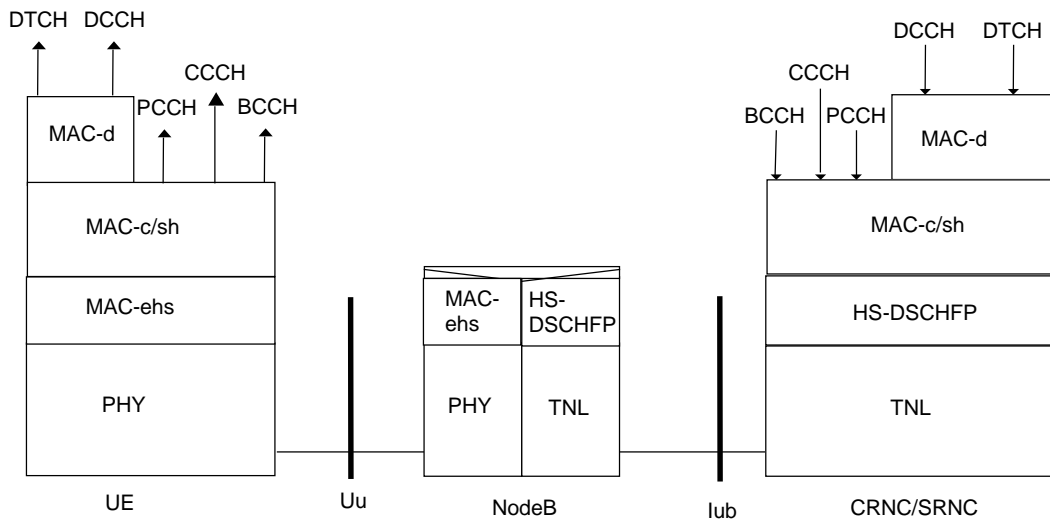 DTCH DCCH
CCCH
PCCH BCCH
MAC-d
MAC-c/sh
MAC-ehs
PHY
UE
Uu
MAC-
ehs
HS-
DSCHFP
PHY
TNL
NodeB
Iub
DCCH DTCH
CCCH
BCCH PCCH
MAC-d
MAC-c/sh
HS-DSCHFP
TNL
CRNC/SRNC